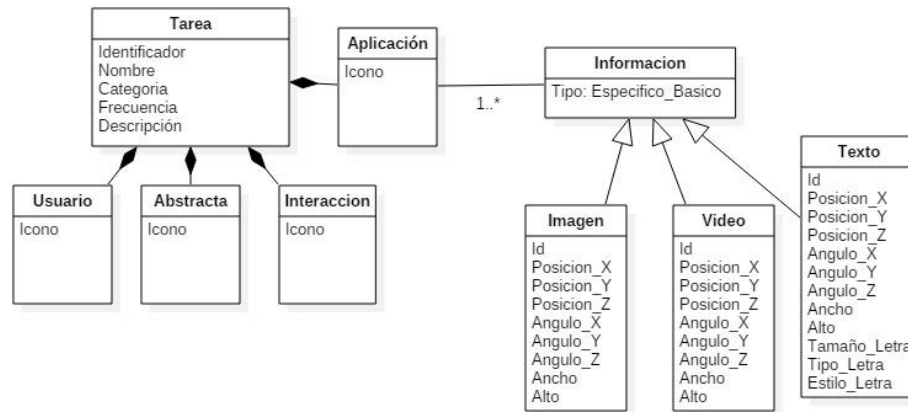 Tarea
Identificador
Nombre
Categoria
Frecuencia
Descripción
Aplicación
Icono
1..*
Informacion
Tipo: Especifico_Basico
Usuario
Icono
Abstracta
Icono
Interaccion
Icono
Imagen
Id
Posicion_X
Posicion_Y
Posicion_Z
Angulo_X
Angulo_Y
Angulo_Z
Ancho
Alto
Video
Id
Posicion_X
Posicion_Y
Posicion_Z
Angulo_X
Angulo_Y
Angulo_Z
Ancho
Alto
Texto
Id
Posicion_X
Posicion_Y
Posicion_Z
Angulo_X
Angulo_Y
Angulo_Z
Ancho
Alto
Tamaño_Letra
Tipo_Letra
Estilo_Letra